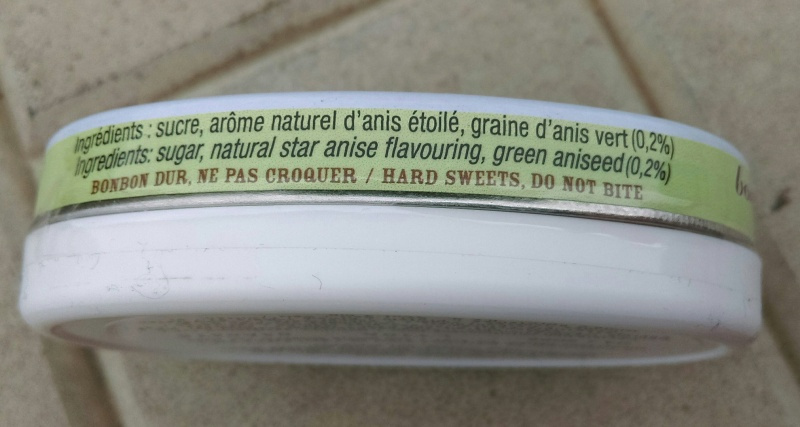 Ingrédients : sucre, arôme naturel d'anis étoilé, graine d'anis vert (0,2%)
Ingredients: sugar, natural star anise flavouring, green aniseed (0,2%)
BONBON DUR, NE PAS CROQUER / HARD SWEETS, DO NOT BITE